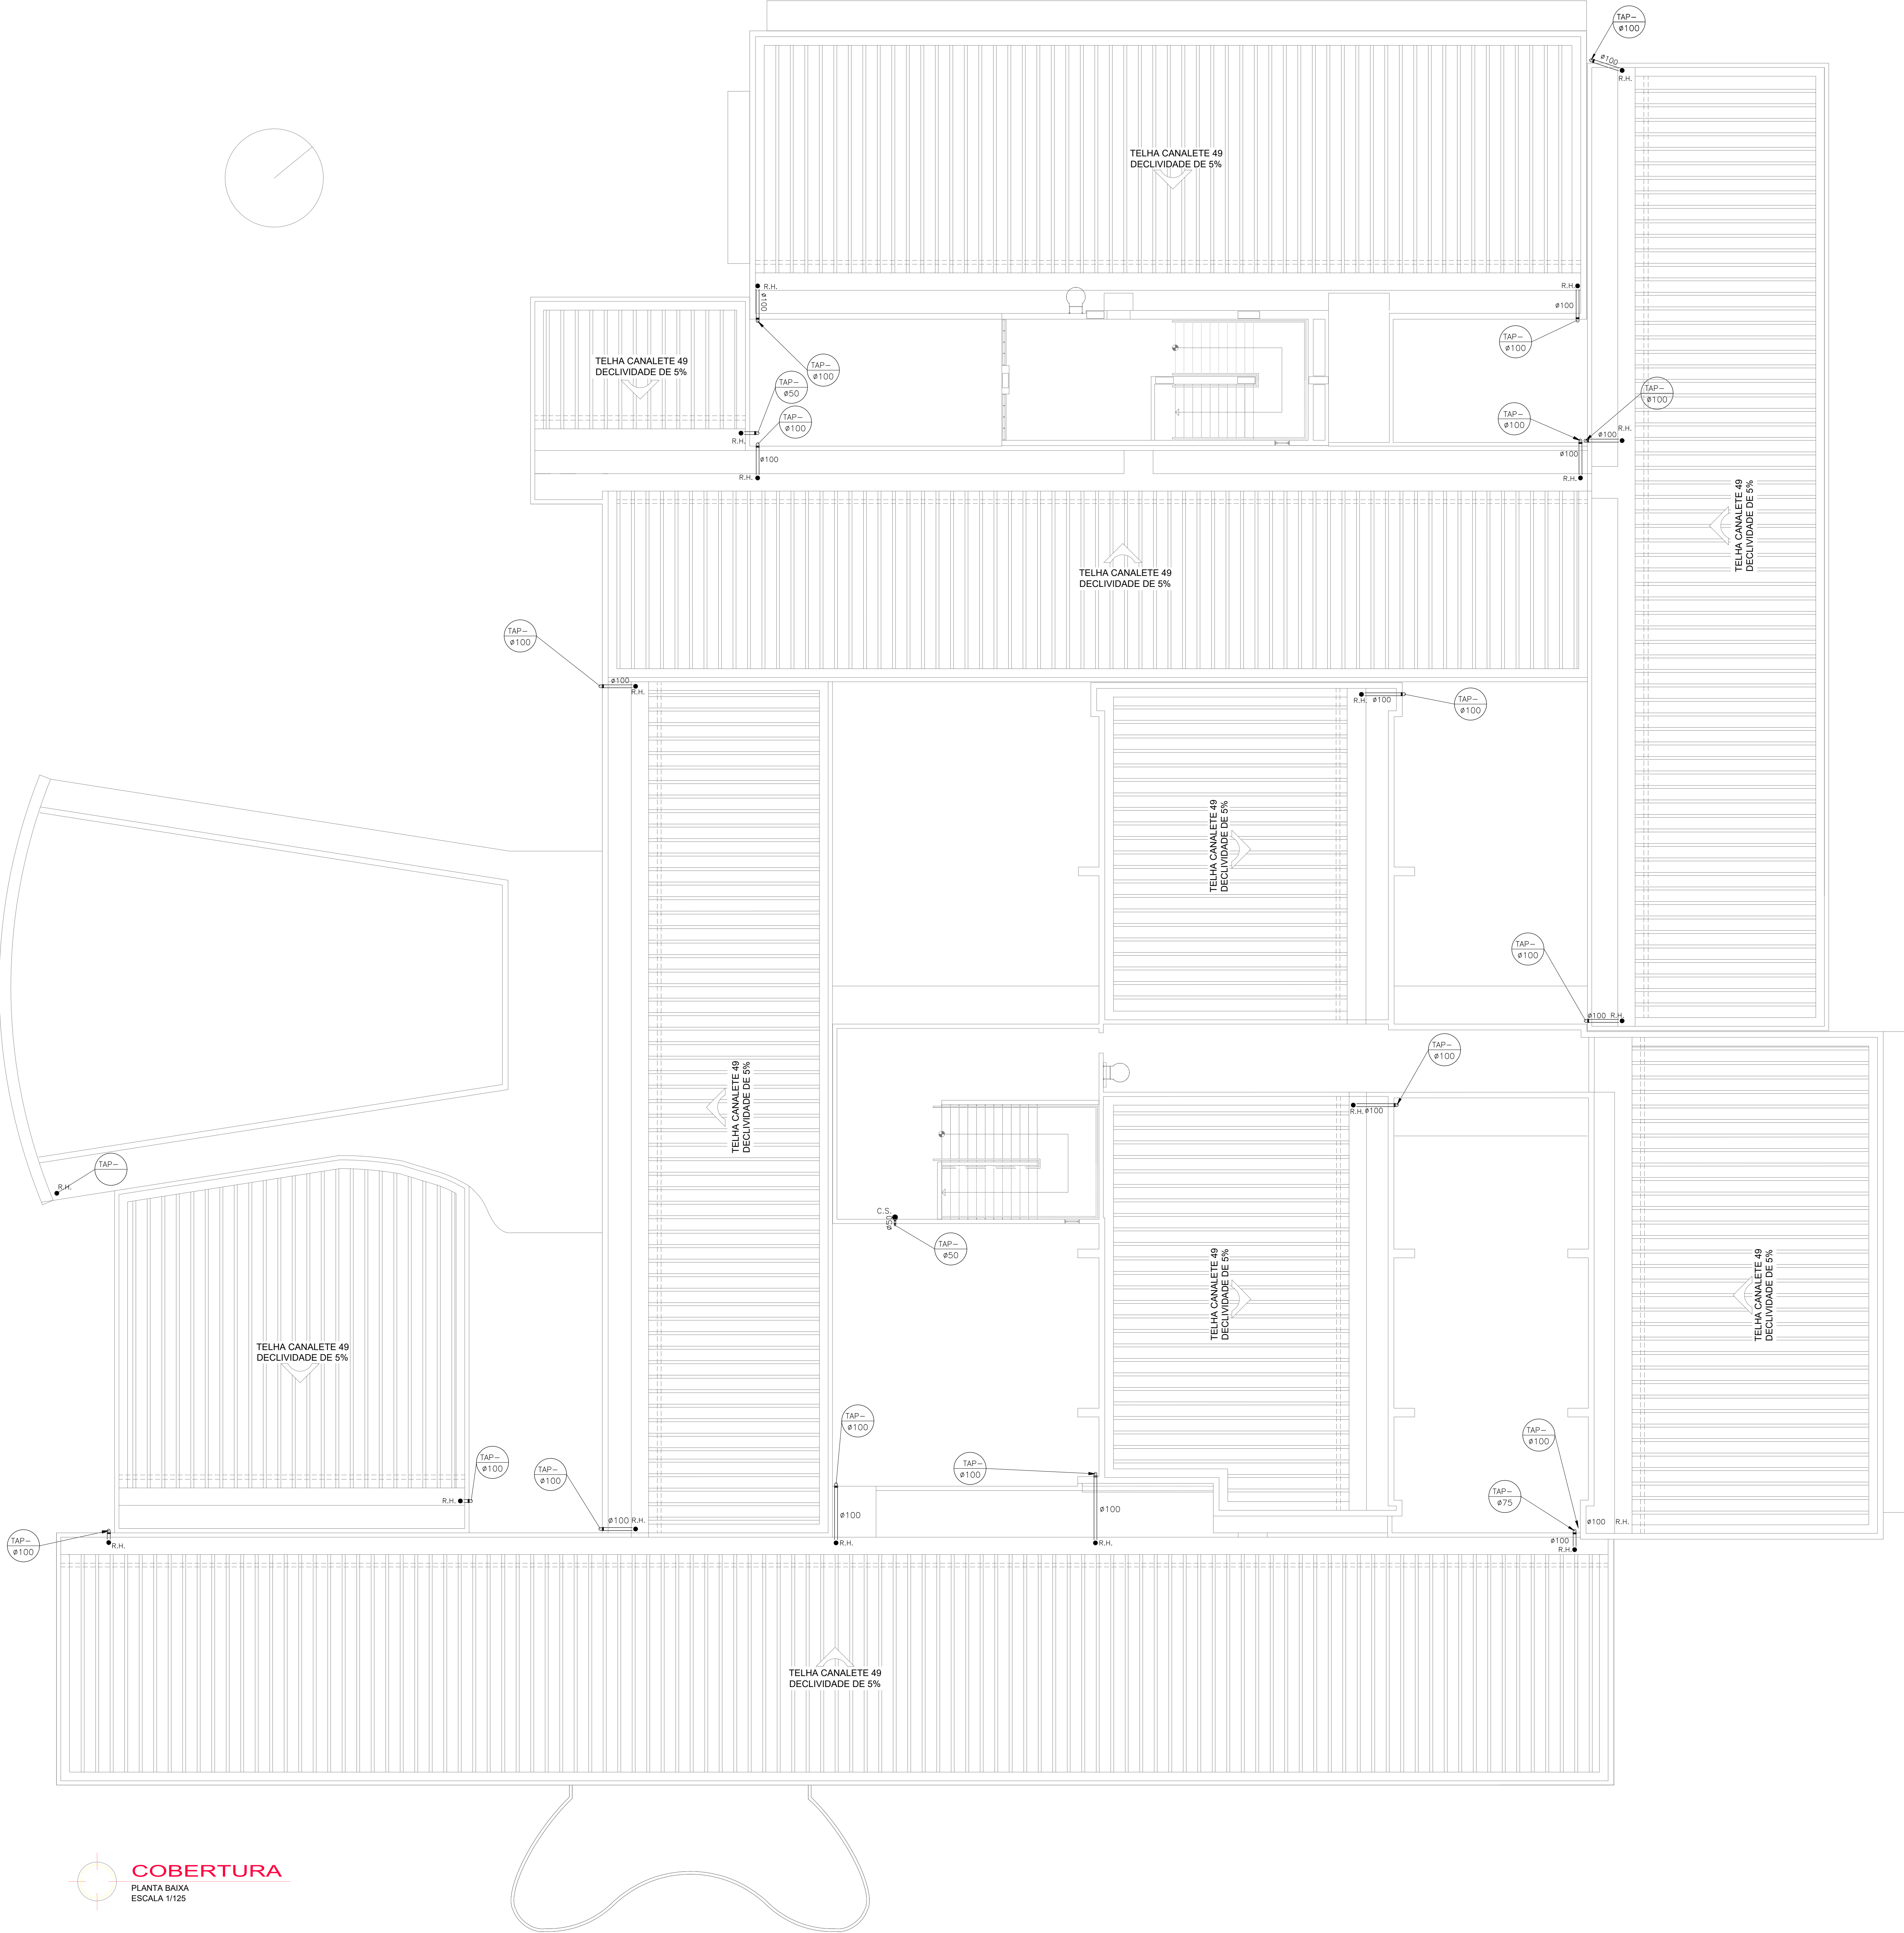 TAP-
ø100
ø100
R.H.
TELHA CANALETE 49
DECLIVIDADE DE 5%
R.H.
ø100
R.H.
ø100
TAP-
ø100
TELHA CANALETE 49
DECLIVIDADE DE 5%
TAP-
ø100
TAP-
ø50
TAP-
ø100
TAP-
ø100
TAP-
ø100
R.H.
R.H.
ø100
ø100
ø100
R.H.
R.H.
TELHA CANALETE 49
DECLIVIDADE DE 5%
TELHA CANALETE 49
DECLIVIDADE DE 5%
TAP-
ø100
ø100
R.H.
R.H.
ø100
TAP-
ø100
TELHA CANALETE 49
DECLIVIDADE DE 5%
TAP-
ø100
ø100
R.H.
TAP-
ø100
R.H.
ø100
TELHA CANALETE 49
DECLIVIDADE DE 5%
TAP-
R.H.
C.S.
ø50
TAP-
ø50
TELHA CANALETE 49
DECLIVIDADE DE 5%
TELHA CANALETE 49
DECLIVIDADE DE 5%
TELHA CANALETE 49
DECLIVIDADE DE 5%
TAP-
ø100
TAP-
ø100
TAP-
ø100
TAP-
ø100
TAP-
ø100
TAP-
ø75
R.H.
ø100
R.H.
ø100
ø100
ø100
R.H.
TAP-
ø100
R.H.
R.H.
R.H.
ø100
R.H.
TELHA CANALETE 49
DECLIVIDADE DE 5%
COBERTURA
PLANTA BAIXA
ESCALA 1/125